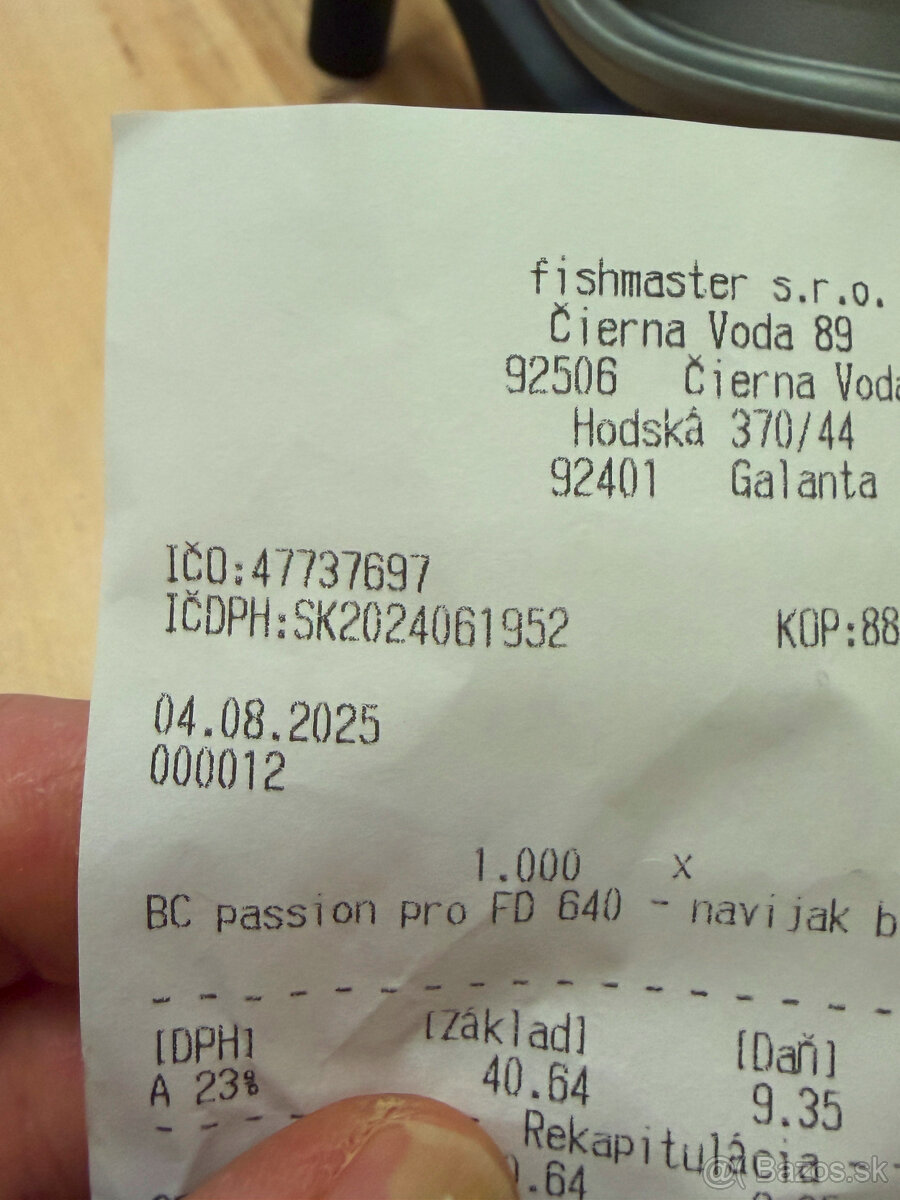 fishmaster s.r.o.
Čierna Voda 89
92506 Čierna Voda
Hodská 370/44
92401 Galanta
IČO:47737697
IČDPH:SK2024061952 KOP:88
04.08.2025
000012
1.000 x
BC passion pro FD 640 - navijak b
[DPH] [Základ] [Daň]
A 23% 40.64 9.35
Rekapitulácia
.64
Bazos.sk